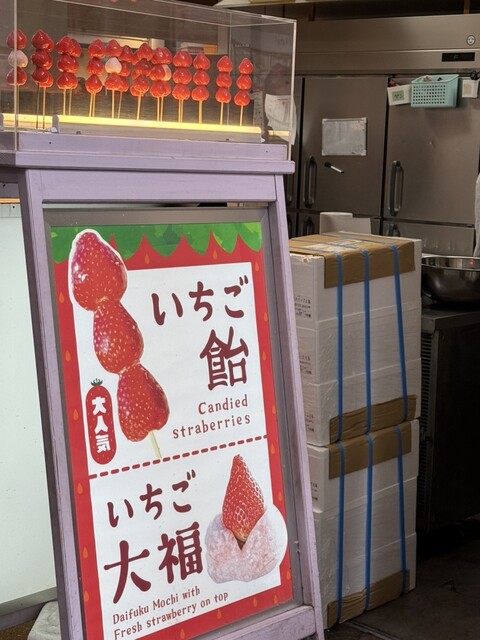 いちご
飴
Candied
straberries
大人気
いちご
大福
Daifuku Mochi with
Fresh strawberry on top